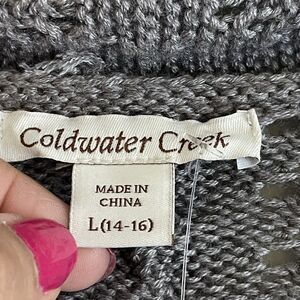 Coldwater Creek
MADE IN
CHINA
L (14-16)